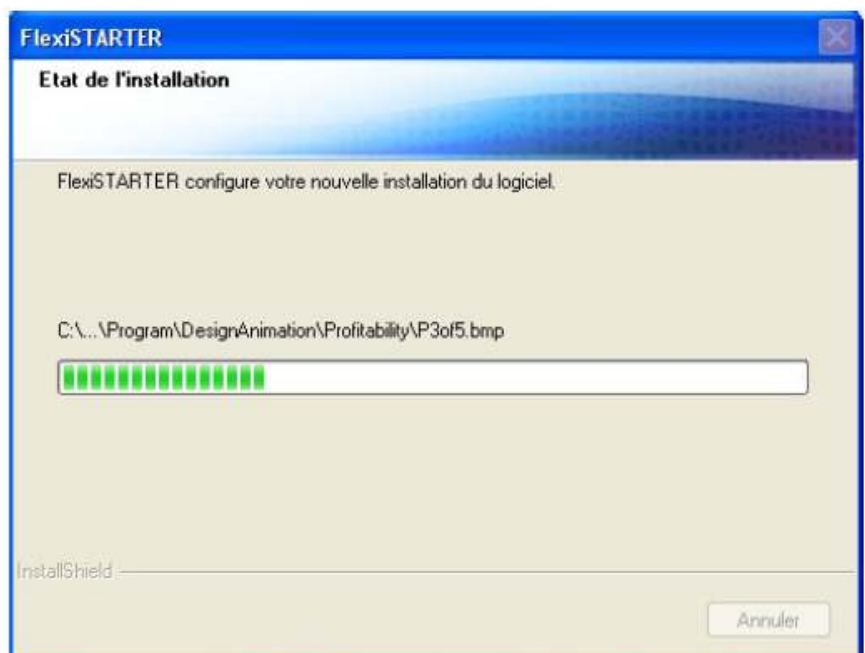 FlexiSTARTER
Etat de l'installation
FlexiSTARTER configure votre nouvelle installation du logiciel.
C:\...\Program\DesignAnimation\Profitability\P3of5.bmp
InstallShield
Annuler